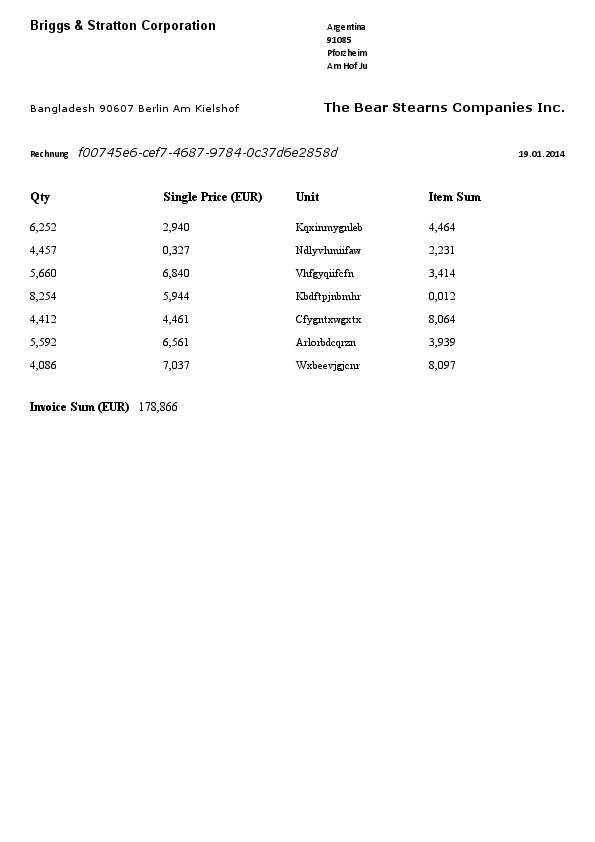 Briggs & Stratton Corporation
Argentina
91085
Pforzheim
Am Hof Ju
Bangladesh 90607 Berlin Am Kielshof
The Bear Stearns Companies Inc.
Rechnung f00745e6-cef7-4687-9784-0c37d6e2858d 19.01.2014
Qty Single Price (EUR) Unit Item Sum
6,252 2,940 Kqxinmygnleb 4,464
4,457 0,327 Ndlyvhmiifaw 2,231
5,660 6,840 Vhfgyqiifcfn 3,414
8,254 5,944 Kbdftpjnbmhr 0,012
4,412 4,461 Cfygntxwgxtx 8,064
5,592 6,561 Arlorbdcqrzn 3,939
4,086 7,037 Wxbeevjgjcnr 8,097
Invoice Sum (EUR) 178,866